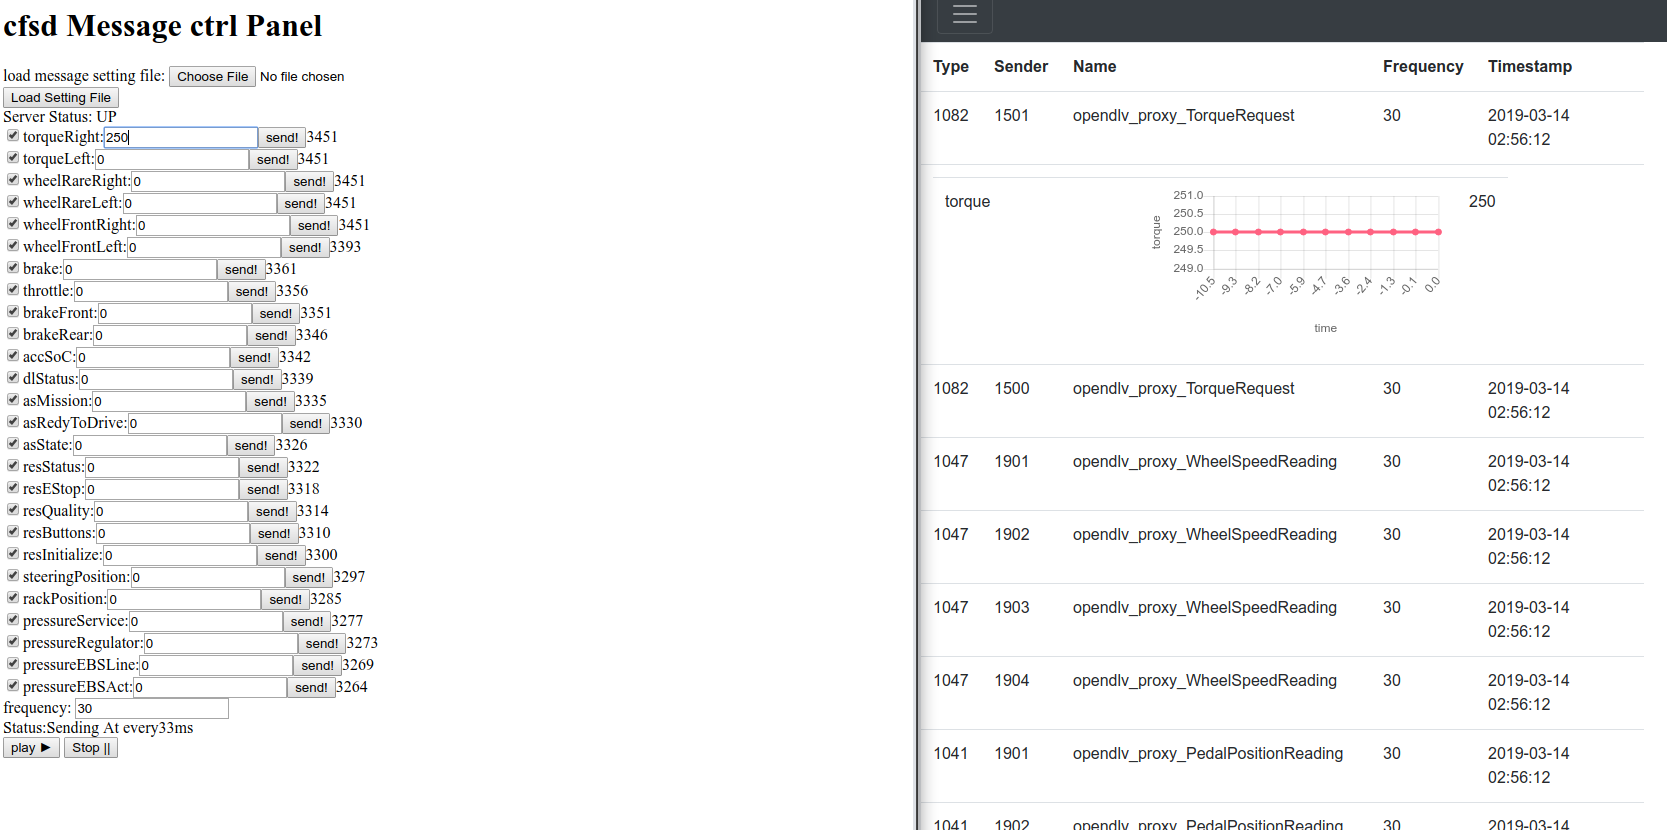 cfsd Message ctrl Panel
load message setting file: Choose File No file chosen
Load Setting File
Server Status: UP
torqueRight: 250 send! 3451
torqueLeft: 0 send! 3451
wheelRareRight: 0 send! 3451
wheelRareLeft: 0 send! 3451
wheelFrontRight: 0 send! 3451
wheelFrontLeft: 0 send! 3393
brake: 0 send! 3361
throttle: 0 send! 3356
brakeFront: 0 send! 3351
brakeRear: 0 send! 3346
accSoC: 0 send! 3342
dlStatus: 0 send! 3339
asMission: 0 send! 3335
asRedyToDrive: 0 send! 3330
asState: 0 send! 3326
resStatus: 0 send! 3322
resEStop: 0 send! 3318
resQuality: 0 send! 3314
resButtons: 0 send! 3310
resInitialize: 0 send! 3300
steeringPosition: 0 send! 3297
rackPosition: 0 send! 3285
pressureService: 0 send! 3277
pressureRegulator: 0 send! 3273
pressureEBSLine: 0 send! 3269
pressureEBSAct: 0 send! 3264
frequency: 30
Status:Sending At every33ms
play ► Stop ||
Type Sender Name Frequency Timestamp
1082 1501 opendlv_proxy_TorqueRequest 30 2019-03-14
02:56:12
torque
torque
251.0
250.5
250.0
249.5
249.0
-10.5 -9.3 -8.2 -7.0 -5.9 -4.7 -3.6 -2.4 -1.3 -0.1 0.0
time
250
1082 1500 opendlv_proxy_TorqueRequest 30 2019-03-14
02:56:12
1047 1901 opendlv_proxy_WheelSpeedReading 30 2019-03-14
02:56:12
1047 1902 opendlv_proxy_WheelSpeedReading 30 2019-03-14
02:56:12
1047 1903 opendlv_proxy_WheelSpeedReading 30 2019-03-14
02:56:12
1047 1904 opendlv_proxy_WheelSpeedReading 30 2019-03-14
02:56:12
1041 1901 opendlv_proxy_PedalPositionReading 30 2019-03-14
02:56:12
1041 1902 opendlv_proxy_PedalPositionReading 30 2019-03-14